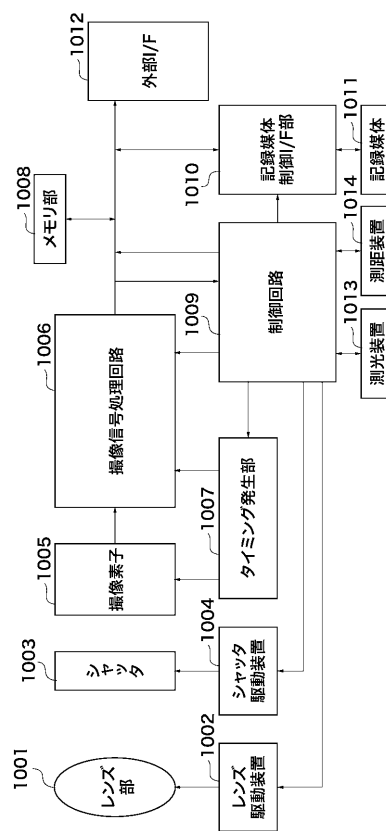 1001
レンズ部
1003
シャッタ
1005
撮像素子
1006
撮像信号処理回路
1008
メモリ部
1012
外部I/F
1002
レンズ
駆動装置
1004
シャッタ
駆動装置
1007
タイミング発生部
1009
制御回路
1010
記録媒体
制御I/F部
1013
測光装置
1014
測距装置
1011
記録媒体